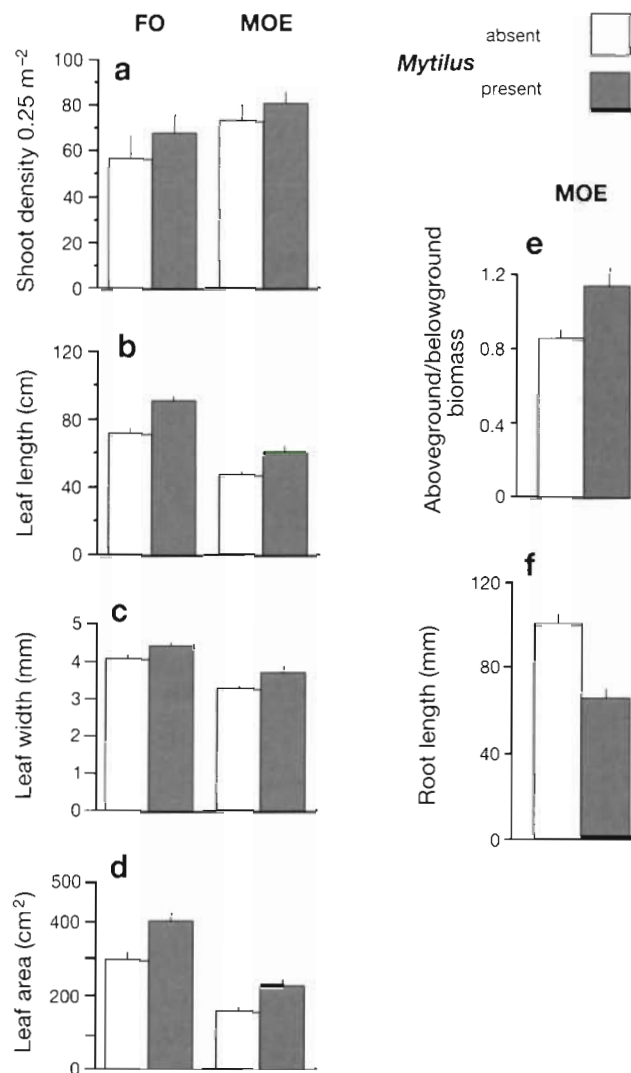 FO MOE
a
Shoot density 0.25 m⁻²
100
80
60
40
20
0
b
Leaf length (cm)
120
80
40
0
c
Leaf width (mm)
5
4
3
2
1
0
d
Leaf area (cm²)
500
400
200
0
Mytilus
absent
present
MOE
e
Aboveground/belowground
biomass
1.2
0.8
0.4
0
f
Root length (mm)
120
80
40
0